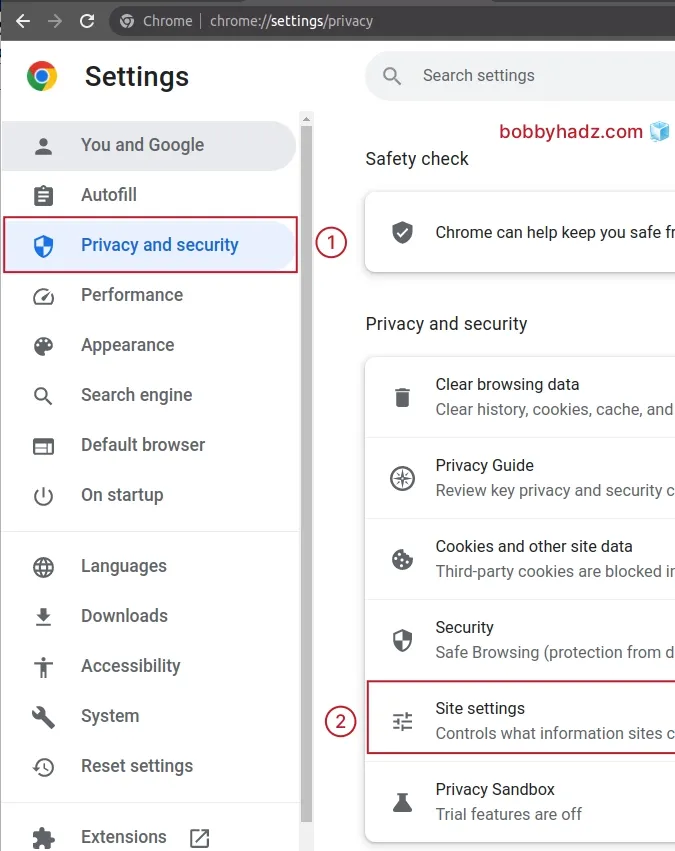 Chrome | chrome://settings/privacy
Settings
Search settings
You and Google
Autofill
Privacy and security
1
Performance
Appearance
Search engine
Default browser
On startup
Languages
Downloads
Accessibility
System
Reset settings
Extensions
bobbyhadz.com
Safety check
Chrome can help keep you safe fr
Privacy and security
Clear browsing data
Clear history, cookies, cache, and
Privacy Guide
Review key privacy and security c
Cookies and other site data
Third-party cookies are blocked in
Security
Safe Browsing (protection from d
2
Site settings
Controls what information sites c
Privacy Sandbox
Trial features are off